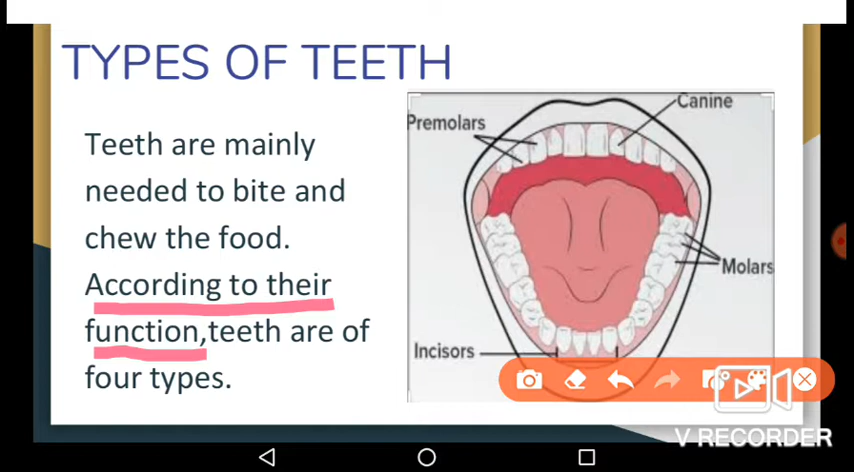 TYPES OF TEETH
Teeth are mainly
needed to bite and
chew the food.
According to their
function,teeth are of
four types.
Canine
Premolars
Molars
Incisors
V RECORDER